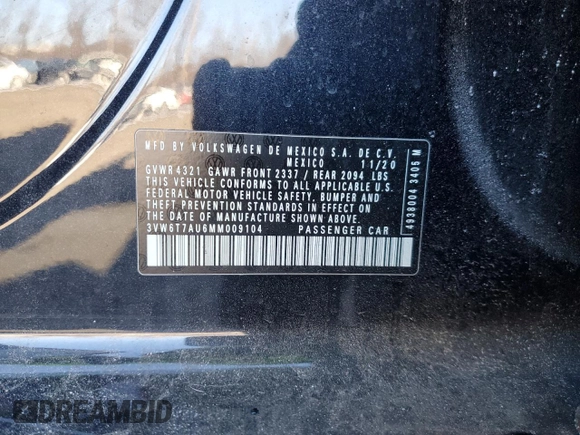 MFD BY VOLKSWAGEN DE MEXICO S.A. DE C.V.
MEXICO 11/20
GVWR 4321 GAWR FRONT 2337 / REAR 2094 LBS
THIS VEHICLE CONFORMS TO ALL APPLICABLE U.S.
FEDERAL MOTOR VEHICLE SAFETY, BUMPER AND
THEFT PREVENTION STANDARDS IN EFFECT ON
THE DATE OF MANUFACTURE SHOWN ABOVE
3VW6T7AU6MM009104 PASSENGER CAR
4938004 3405 M
DREAMBID